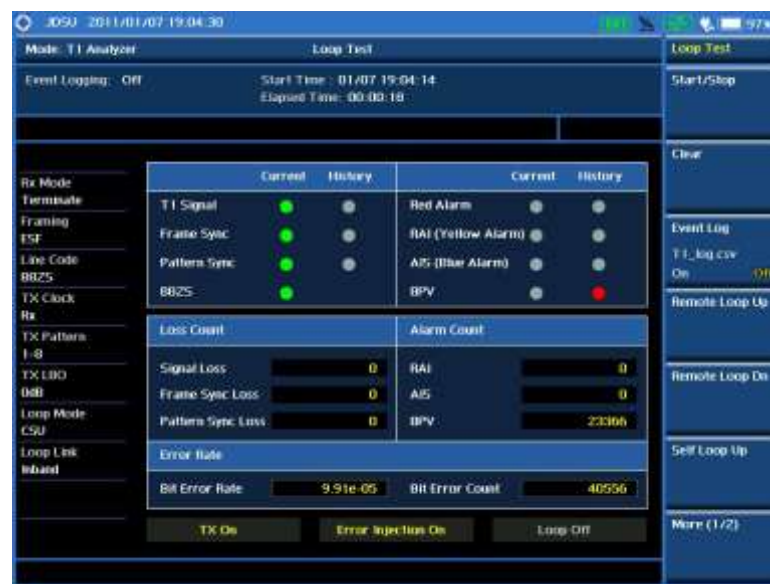 JDSU 2011/01/07 19:04:30
97%
Mode: T1 Analyzer
Loop Test
Loop Test
Event Logging: Off
Start Time : 01/07 19:04:14
Elapsed Time: 00:00:18
Start/Stop
Clear
Rx Mode
Terminate
Framing
ESF
Line Code
B8ZS
TX Clock
Rx
TX Pattern
1-8
TX LBO
0dB
Loop Mode
CSU
Loop Link
Inband
Current History
T1 Signal
Frame Sync
Pattern Sync
B8ZS
Current History
Red Alarm
RAI (Yellow Alarm)
AIS (Blue Alarm)
BPV
Loss Count
Signal Loss 0
Frame Sync Loss 0
Pattern Sync Loss 0
Alarm Count
RAI 0
AIS 0
BPV 23366
Error Rate
Bit Error Rate 9.91e-05
Bit Error Count 40556
TX On
Error Injection On
Loop Off
Event Log
T1_log.csv
On Off
Remote Loop Up
Remote Loop Dn
Self Loop Up
More (1/2)